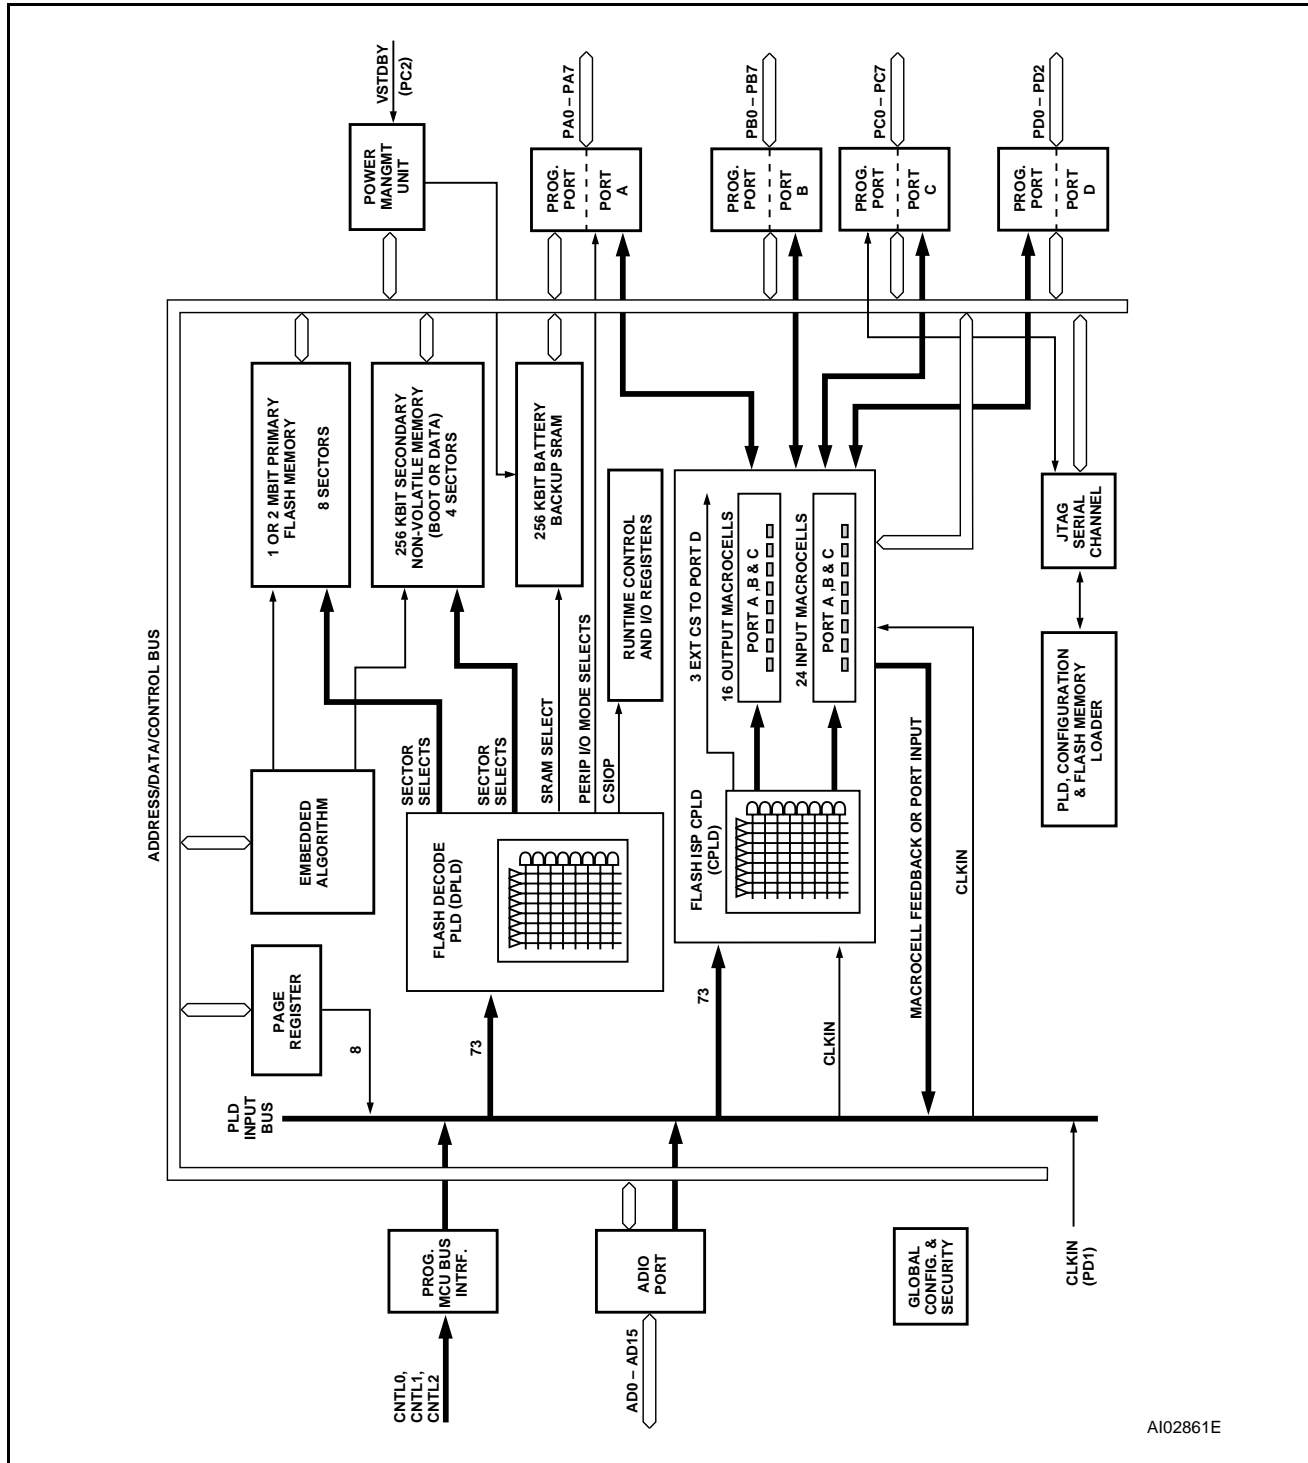 VSTDBY
(PC2)
PA0 – PA7
PB0 – PB7
PC0 – PC7
PD0 – PD2
POWER
MANGMT
UNIT
PROG.
PORT
PORT
A
PROG.
PORT
PORT
B
PROG.
PORT
PORT
C
PROG.
PORT
PORT
D
ADDRESS/DATA/CONTROL BUS
1 OR 2 MBIT PRIMARY
FLASH MEMORY
8 SECTORS
256 KBIT SECONDARY
NON-VOLATILE MEMORY
(BOOT OR DATA)
4 SECTORS
256 KBIT BATTERY
BACKUP SRAM
RUNTIME CONTROL
AND I/O REGISTERS
3 EXT CS TO PORT D
16 OUTPUT MACROCELLS
PORT A ,B & C
24 INPUT MACROCELLS
PORT A ,B & C
JTAG
SERIAL
CHANNEL
PLD, CONFIGURATION
& FLASH MEMORY
LOADER
SECTOR
SELECTS
SECTOR
SELECTS
SRAM SELECT
PERIP I/O MODE SELECTS
CSIOP
EMBEDDED
ALGORITHM
FLASH DECODE
PLD (DPLD)
FLASH ISP CPLD
(CPLD)
MACROCELL FEEDBACK OR PORT INPUT
CLKIN
PAGE
REGISTER
8
73
73
CLKIN
PLD
INPUT
BUS
PROG.
MCU BUS
INTRF.
ADIO
PORT
GLOBAL
CONFIG. &
SECURITY
CLKIN
(PD1)
CNTL0,
CNTL1,
CNTL2
AD0 – AD15
AI02861E